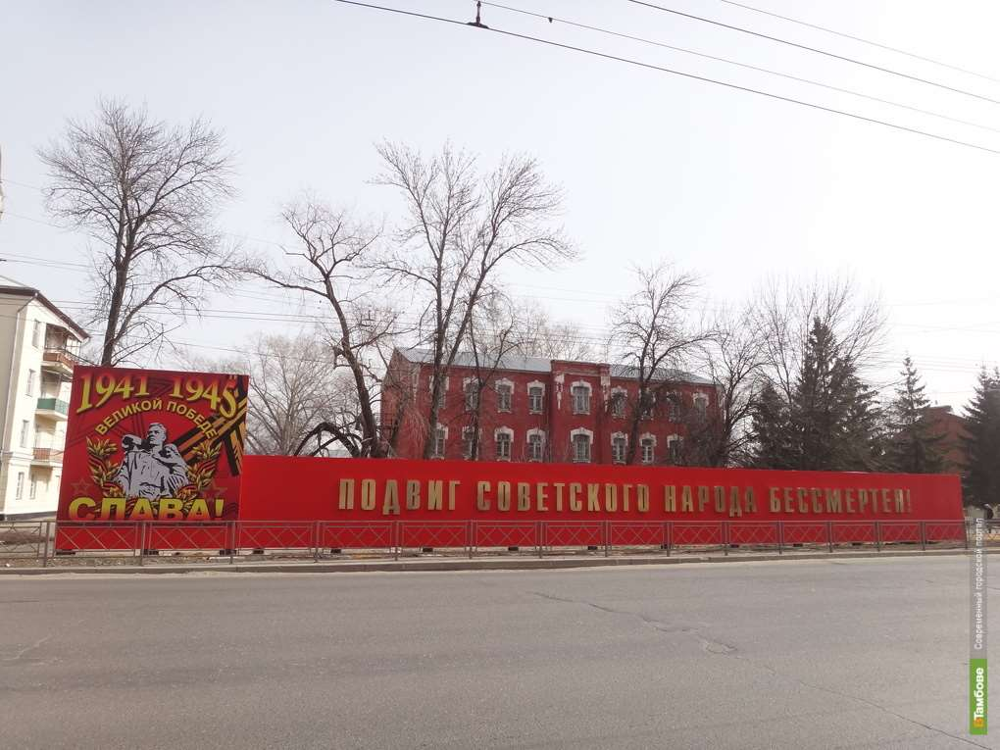 1941 1945
ВЕЛИКОЙ ПОБЕДЕ
СЛАВА!
ПОДВИГ СОВЕТСКОГО НАРОДА БЕССМЕРТЕН!
вТамбове Современный городской портал